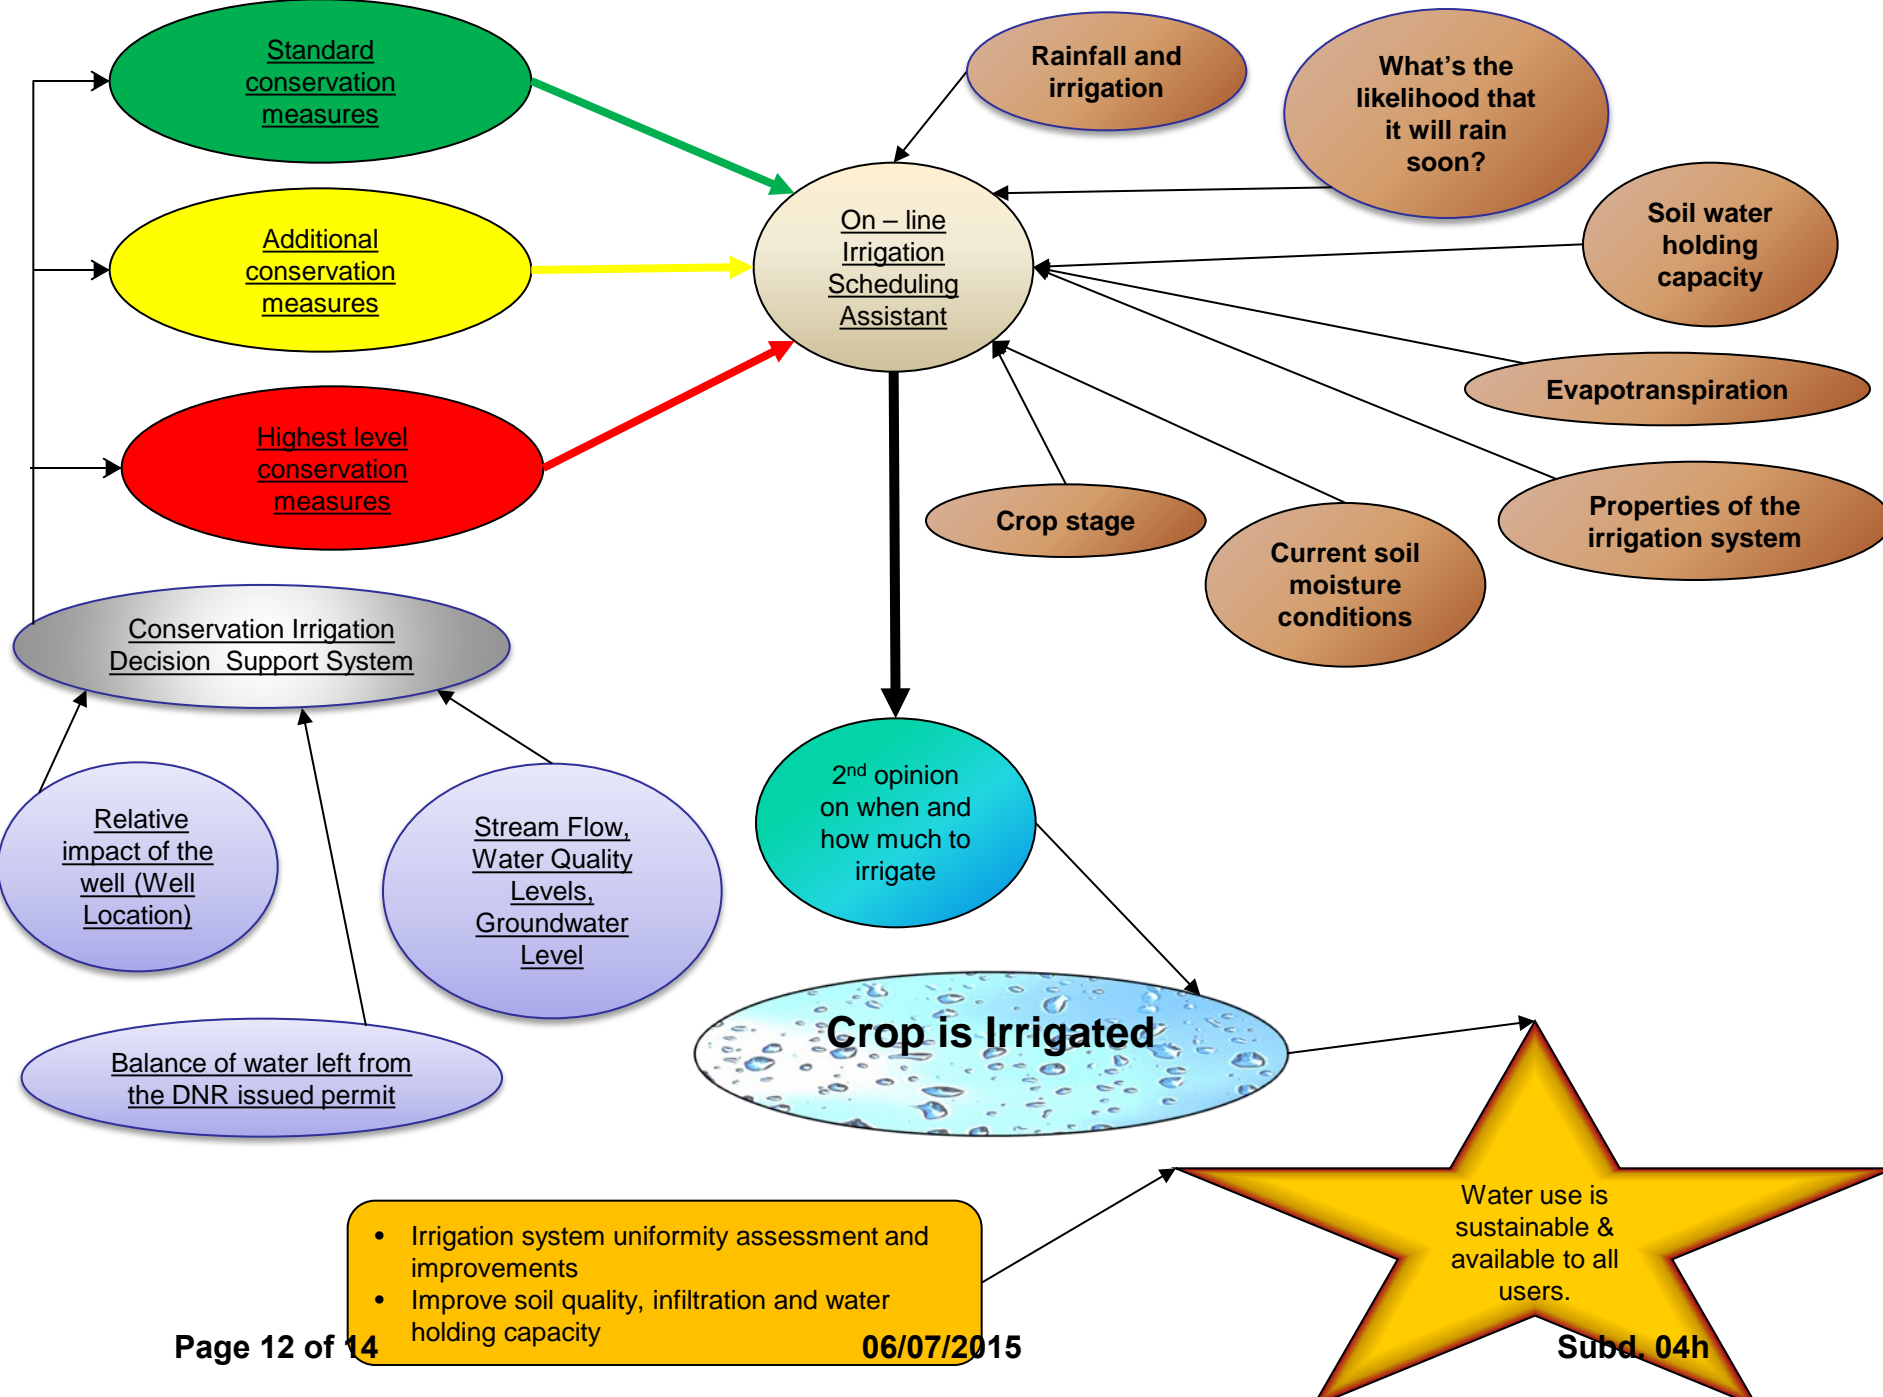 Standard
conservation
measures
Additional
conservation
measures
Highest level
conservation
measures
Conservation Irrigation
Decision  Support System
Relative
impact of the
well (Well
Location)
Stream Flow,
Water Quality
Levels,
Groundwater
Level
Balance of water left from
the DNR issued permit
On – line
Irrigation
Scheduling
Assistant
Rainfall and
irrigation
What's the
likelihood that
it will rain
soon?
Soil water
holding
capacity
Evapotranspiration
Properties of the
irrigation system
Crop stage
Current soil
moisture
conditions
2nd opinion
on when and
how much to
irrigate
Crop is Irrigated
• Irrigation system uniformity assessment and
improvements
• Improve soil quality, infiltration and water
holding capacity
Water use is
sustainable &
available to all
users.
Page 12 of 14
06/07/2015
Subd. 04h